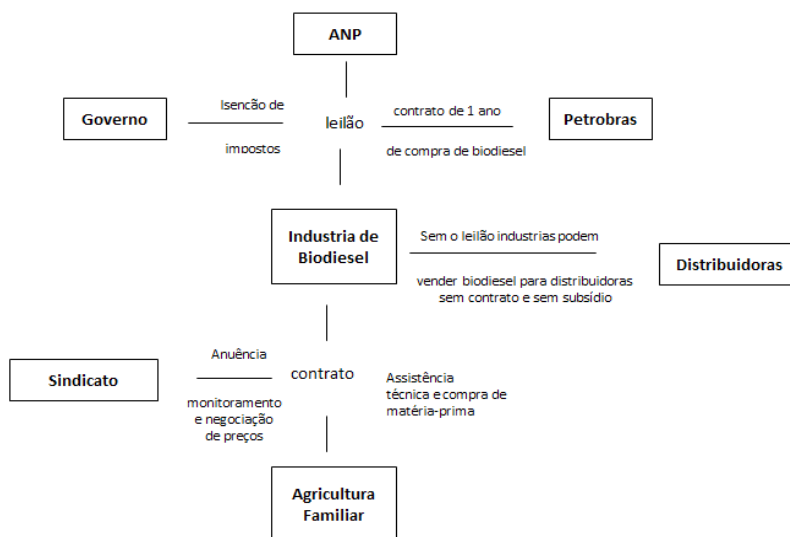 ANP
Isencão de
Governo
impostos
leilão
contrato de 1 ano
Petrobras
de compra de biodiesel
Industria de
Biodiesel
Sem o leilão industrias podem
Distribuidoras
vender biodiesel para distribuidoras
sem contrato e sem subsídio
Anuência
Sindicato
contrato
monitoramento
e negociação
de preços
Assistência
técnica e compra de
matéria-prima
Agricultura
Familiar